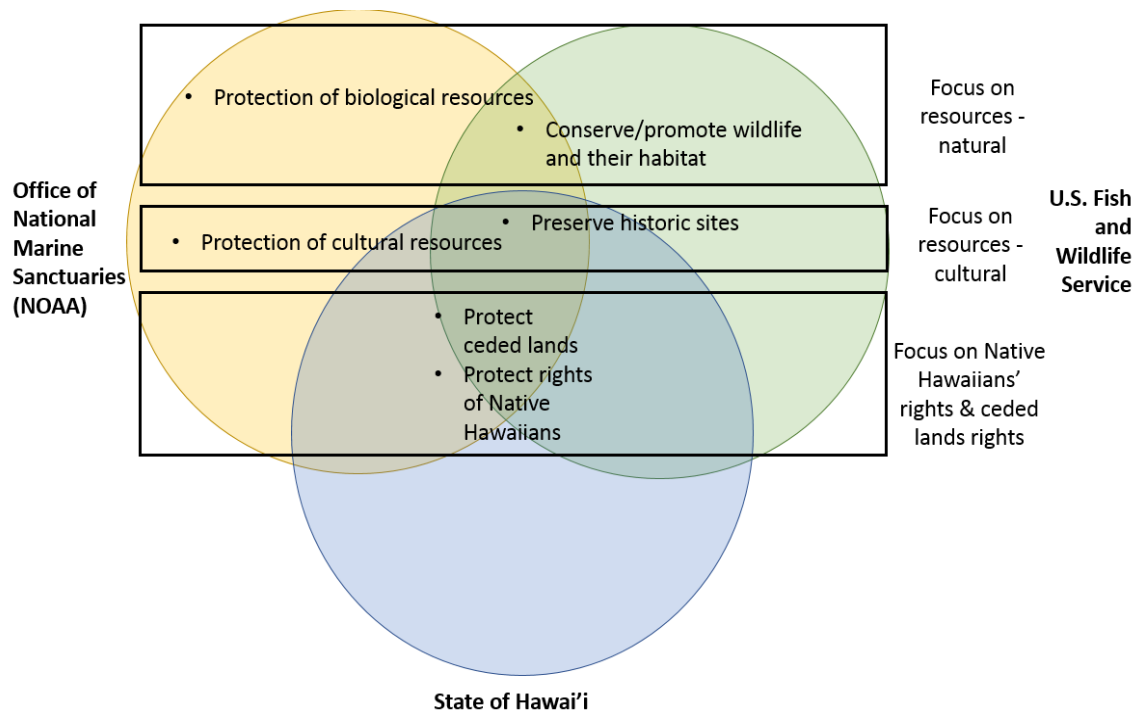 • Protection of biological resources
• Conserve/promote wildlife
and their habitat
Focus on
resources -
natural
Office of
National
Marine
Sanctuaries
(NOAA)
• Protection of cultural resources
• Preserve historic sites
Focus on
resources -
cultural
U.S. Fish
and
Wildlife
Service
• Protect
ceded lands
• Protect rights
of Native
Hawaiians
Focus on Native
Hawaiians’
rights & ceded
lands rights
State of Hawai’i